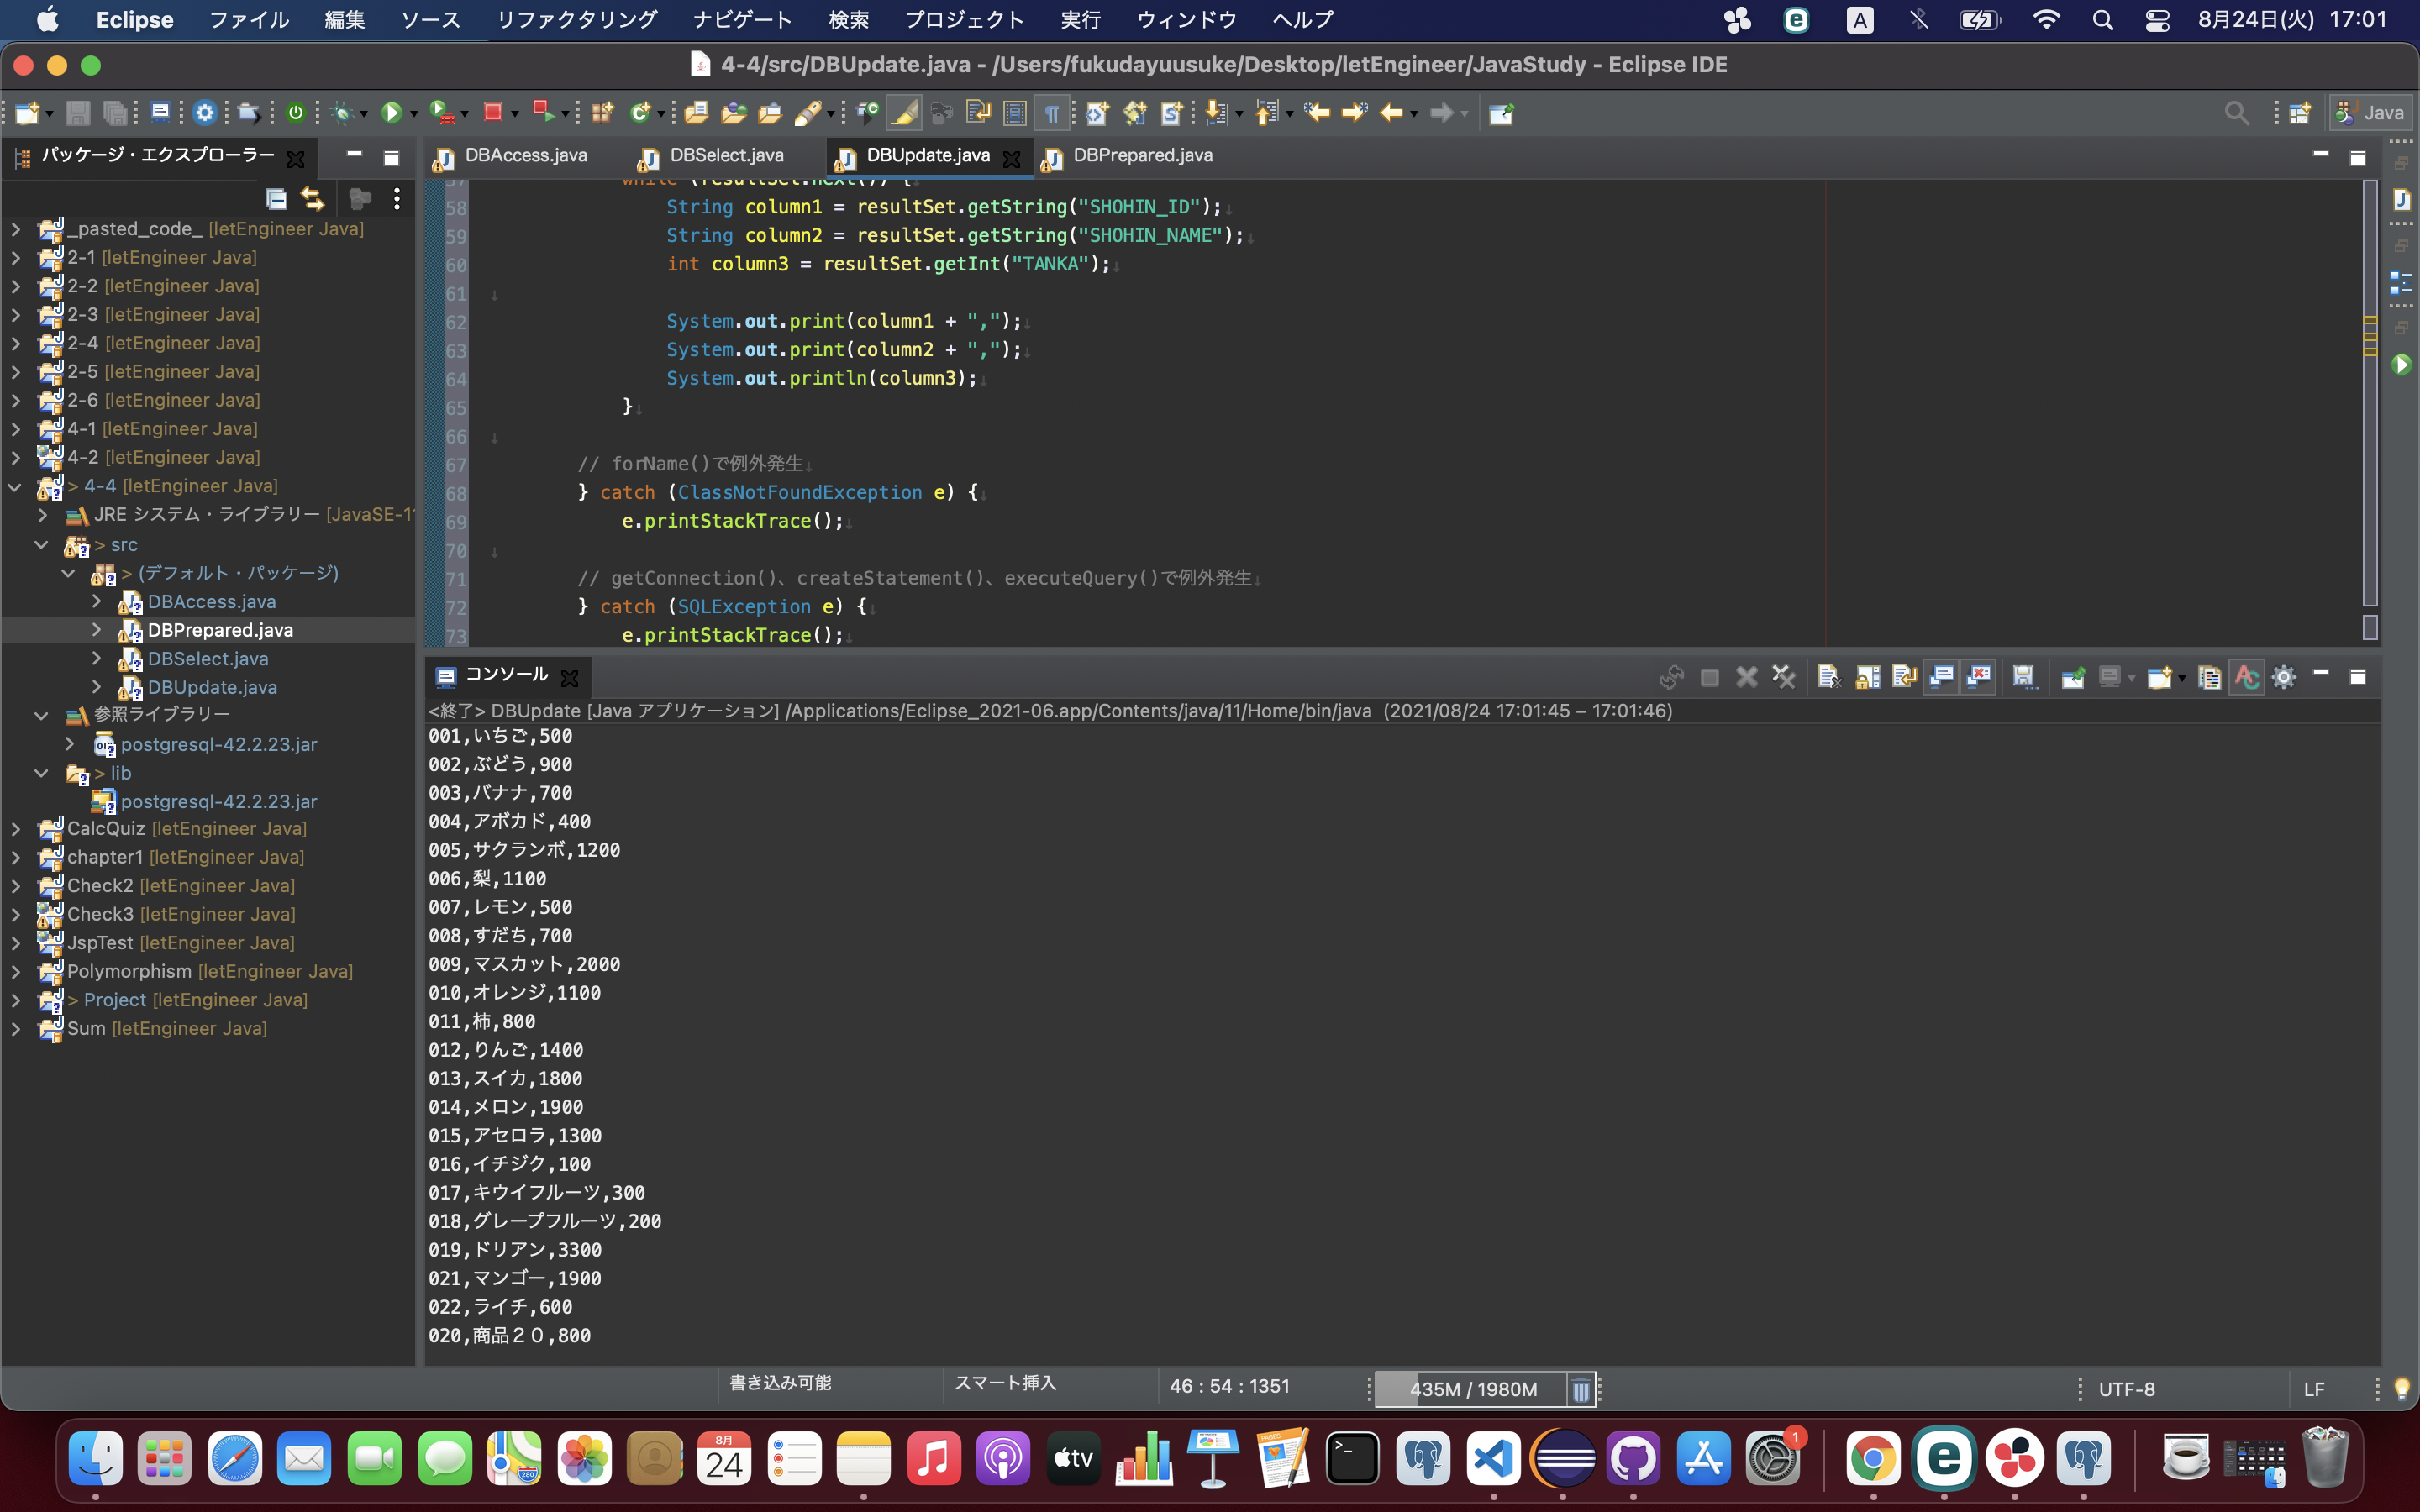 Eclipse ファイル 編集 ソース リファクタリング ナビゲート 検索 プロジェクト 実行 ウィンドウ ヘルプ A 8月24日(火) 17:01
4-4/src/DBUpdate.java - /Users/fukudayuusuke/Desktop/letEngineer/JavaStudy - Eclipse IDE
Java
パッケージ・エクスプローラー
_pasted_code_ [letEngineer Java]
2-1 [letEngineer Java]
2-2 [letEngineer Java]
2-3 [letEngineer Java]
2-4 [letEngineer Java]
2-5 [letEngineer Java]
2-6 [letEngineer Java]
4-1 [letEngineer Java]
4-2 [letEngineer Java]
> 4-4 [letEngineer Java]
JRE システム・ライブラリー [JavaSE-11
> src
> (デフォルト・パッケージ)
DBAccess.java
DBPrepared.java
DBSelect.java
DBUpdate.java
参照ライブラリー
postgresql-42.2.23.jar
> lib
postgresql-42.2.23.jar
CalcQuiz [letEngineer Java]
chapter1 [letEngineer Java]
Check2 [letEngineer Java]
Check3 [letEngineer Java]
JspTest [letEngineer Java]
Polymorphism [letEngineer Java]
> Project [letEngineer Java]
Sum [letEngineer Java]
DBAccess.java DBSelect.java DBUpdate.java DBPrepared.java
57 while (resultSet.next()) {↓
58 String column1 = resultSet.getString("SHOHIN_ID");↓
59 String column2 = resultSet.getString("SHOHIN_NAME");↓
60 int column3 = resultSet.getInt("TANKA");↓
61 ↓
62 System.out.print(column1 + ",");↓
63 System.out.print(column2 + ",");↓
64 System.out.println(column3);↓
65 }↓
66 ↓
67 // forName()で例外発生↓
68 } catch (ClassNotFoundException e) {↓
69 e.printStackTrace();↓
70 ↓
71 // getConnection()、createStatement()、executeQuery()で例外発生↓
72 } catch (SQLException e) {↓
73 e.printStackTrace();↓
コンソール
<終了> DBUpdate [Java アプリケーション] /Applications/Eclipse_2021-06.app/Contents/java/11/Home/bin/java (2021/08/24 17:01:45 – 17:01:46)
001,いちご,500
002,ぶどう,900
003,バナナ,700
004,アボカド,400
005,サクランボ,1200
006,梨,1100
007,レモン,500
008,すだち,700
009,マスカット,2000
010,オレンジ,1100
011,柿,800
012,りんご,1400
013,スイカ,1800
014,メロン,1900
015,アセロラ,1300
016,イチジク,100
017,キウイフルーツ,300
018,グレープフルーツ,200
019,ドリアン,3300
021,マンゴー,1900
022,ライチ,600
020,商品２０,800
書き込み可能 スマート挿入 46 : 54 : 1351 435M / 1980M UTF-8 LF
8月
24
280
tv
PAGES
1